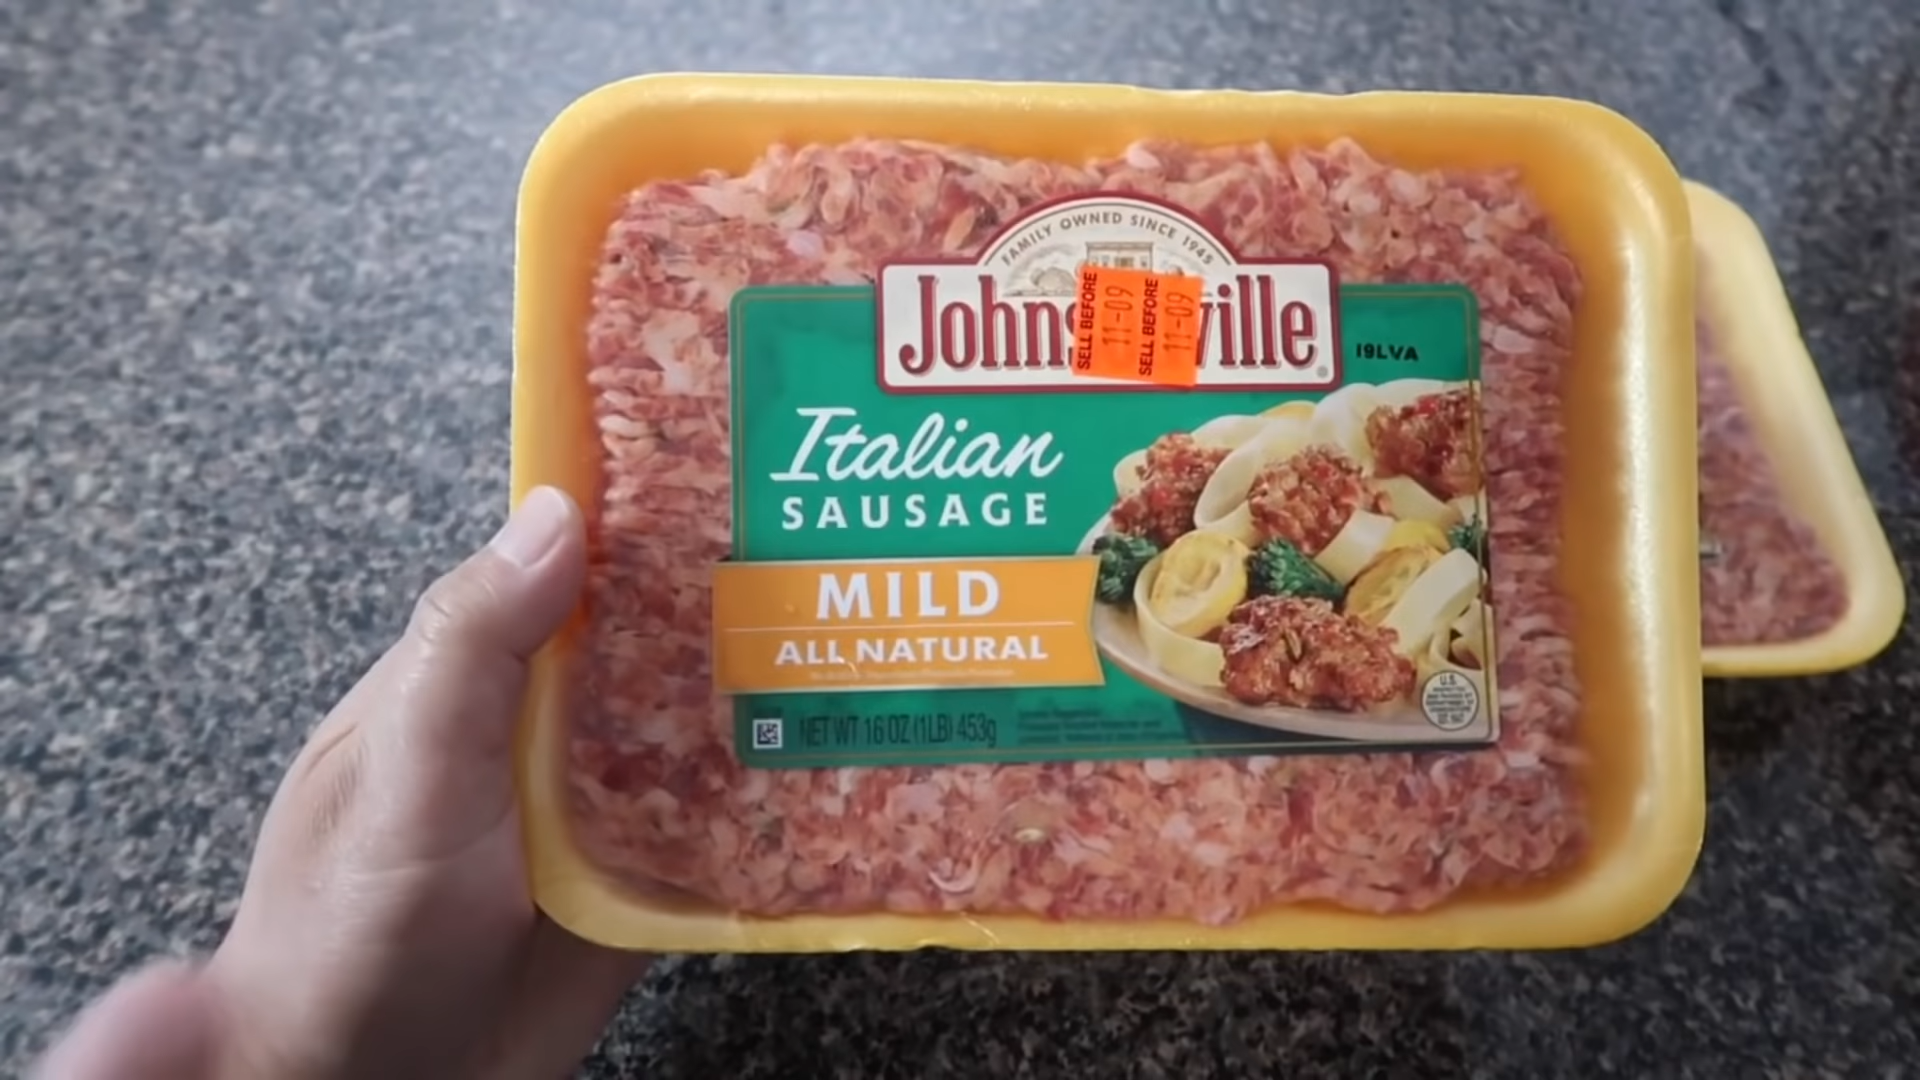 FAMILY OWNED SINCE 1945
Johns ville
SELL BEFORE
11-09
SELL BEFORE
11-09
I9LVA
Italian
SAUSAGE
MILD
ALL NATURAL
NET WT 16 OZ (1LB) 453g
U.S.